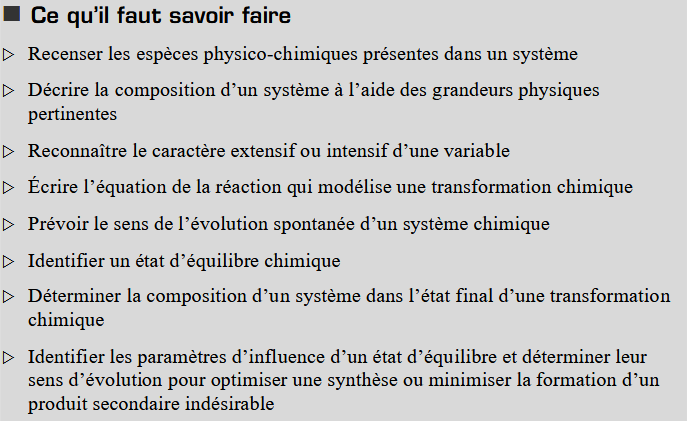 Ce qu'il faut savoir faire
Recenser les espèces physico-chimiques présentes dans un système
Décrire la composition d'un système à l'aide des grandeurs physiques
pertinentes
Reconnaître le caractère extensif ou intensif d'une variable
Écrire l'équation de la réaction qui modélise une transformation chimique
Prévoir le sens de l'évolution spontanée d'un système chimique
Identifier un état d'équilibre chimique
Déterminer la composition d'un système dans l'état final d'une transformation
chimique
Identifier les paramètres d'influence d'un état d'équilibre et déterminer leur
sens d'évolution pour optimiser une synthèse ou minimiser la formation d'un
produit secondaire indésirable